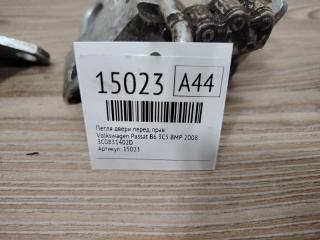 15023 A44
Петля двери перед. прав.
Volkswagen Passat B6 3C5 BMP 2008
3C0831402D
Артикул: 15023